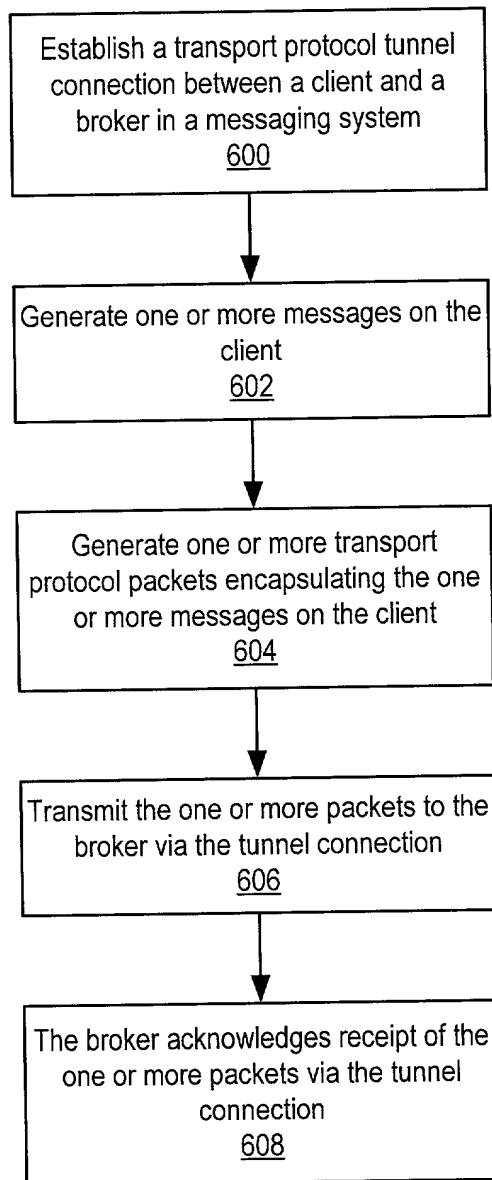 Establish a transport protocol tunnel
connection between a client and a
broker in a messaging system
600
Generate one or more messages on the
client
602
Generate one or more transport
protocol packets encapsulating the one
or more messages on the client
604
Transmit the one or more packets to the
broker via the tunnel connection
606
The broker acknowledges receipt of the
one or more packets via the tunnel
connection
608